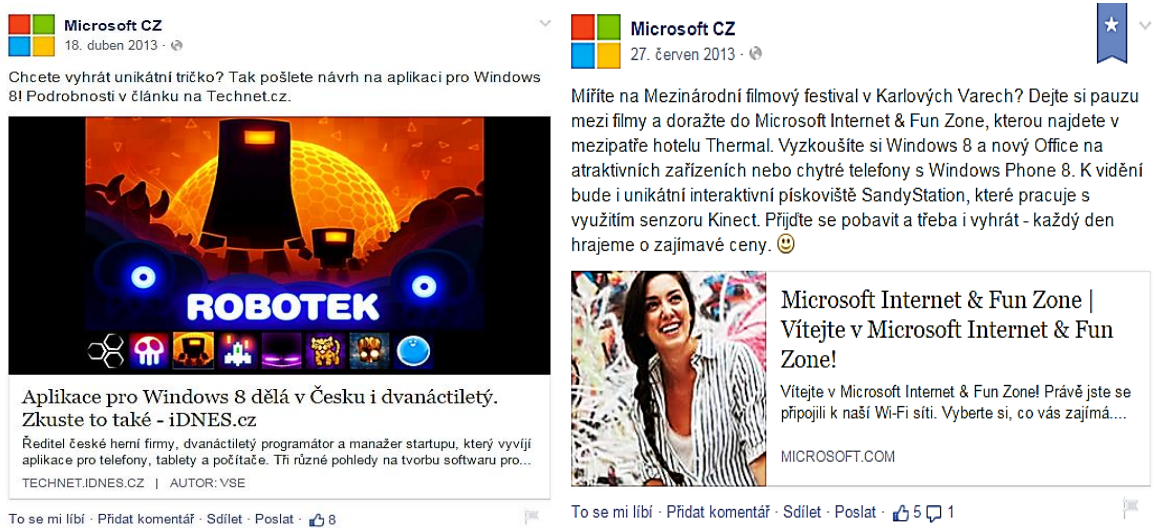 Microsoft CZ
18. duben 2013 ·
Chcete vyhrát unikátní tričko? Tak pošlete návrh na aplikaci pro Windows
8! Podrobnosti v článku na Technet.cz.
ROBOTEK
Aplikace pro Windows 8 dělá v Česku i dvanáctiletý.
Zkuste to také - iDNES.cz
Ředitel české herní firmy, dvanáctiletý programátor a manažer startupu, který vyvíjí
aplikace pro telefony, tablety a počítače. Tři různé pohledy na tvorbu softwaru pro...
TECHNET.IDNES.CZ | AUTOR: VSE
To se mi líbí · Přidat komentář · Sdílet · Poslat · 8
Microsoft CZ
27. červen 2013 ·
Míříte na Mezinárodní filmový festival v Karlových Varech? Dejte si pauzu
mezi filmy a doražte do Microsoft Internet & Fun Zone, kterou najdete v
mezipatře hotelu Thermal. Vyzkoušíte si Windows 8 a nový Office na
atraktivních zařízeních nebo chytré telefony s Windows Phone 8. K vidění
bude i unikátní interaktivní pískoviště SandyStation, které pracuje s
využitím senzoru Kinect. Přijďte se pobavit a třeba i vyhrát - každý den
hrajeme o zajímavé ceny.
Microsoft Internet & Fun Zone |
Vítejte v Microsoft Internet & Fun
Zone!
Vítejte v Microsoft Internet & Fun Zone! Právě jste se
připojili k naší Wi-Fi síti. Vyberte si, co vás zajímá....
MICROSOFT.COM
To se mi líbí · Přidat komentář · Sdílet · Poslat · 5 1